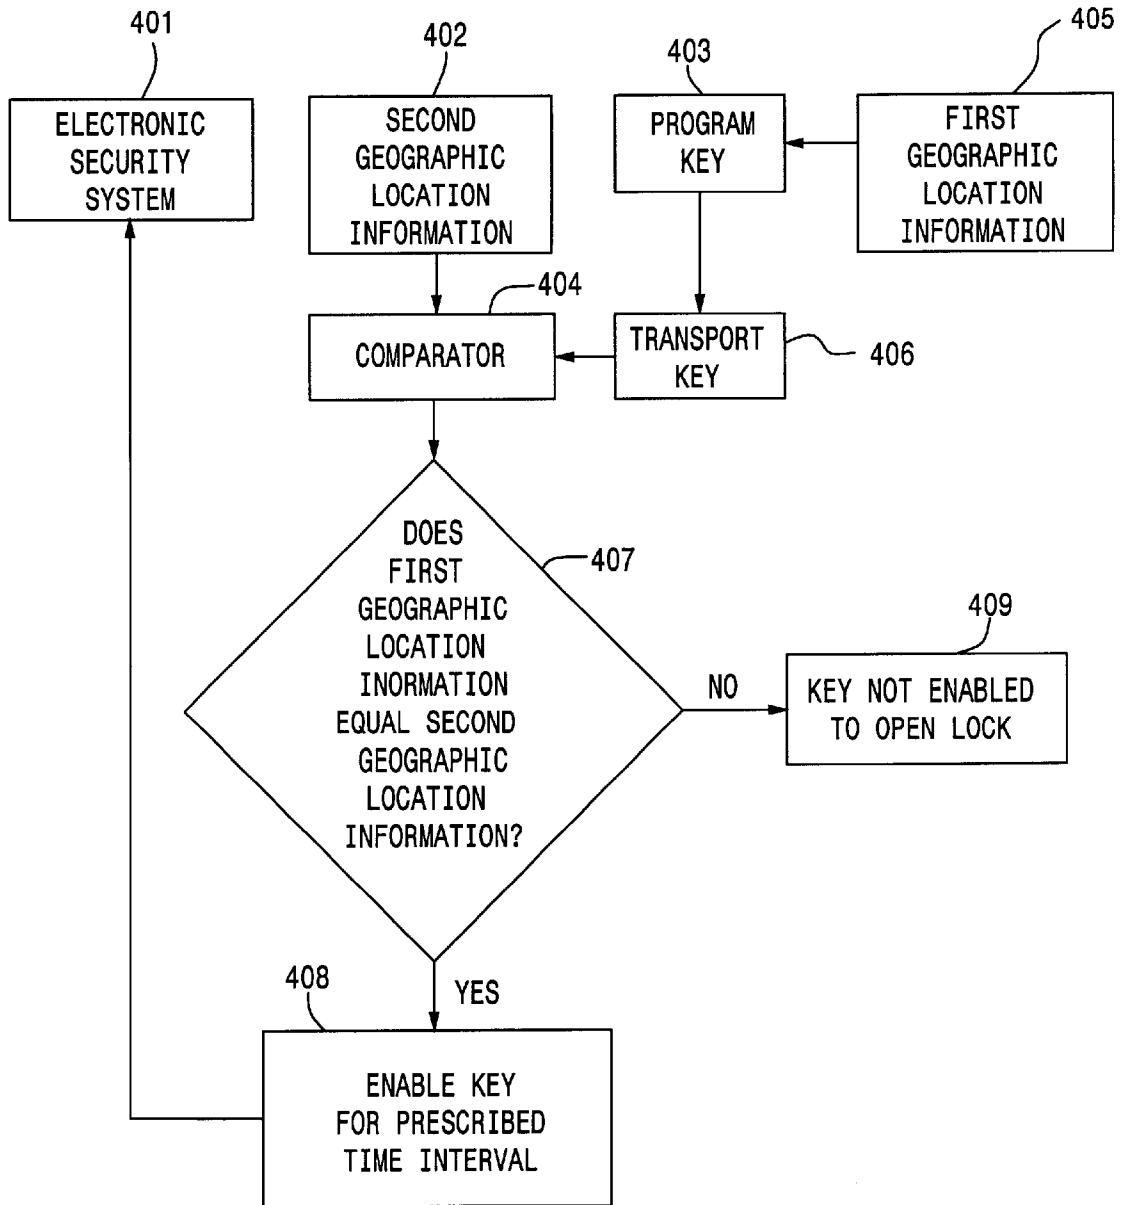 401
402
403
405
ELECTRONIC
SECURITY
SYSTEM
SECOND
GEOGRAPHIC
LOCATION
INFORMATION
PROGRAM
KEY
FIRST
GEOGRAPHIC
LOCATION
INFORMATION
404
COMPARATOR
TRANSPORT
KEY
406
DOES
FIRST
GEOGRAPHIC
LOCATION
INORMATION
EQUAL SECOND
GEOGRAPHIC
LOCATION
INFORMATION?
407
NO
409
KEY NOT ENABLED
TO OPEN LOCK
YES
408
ENABLE KEY
FOR PRESCRIBED
TIME INTERVAL